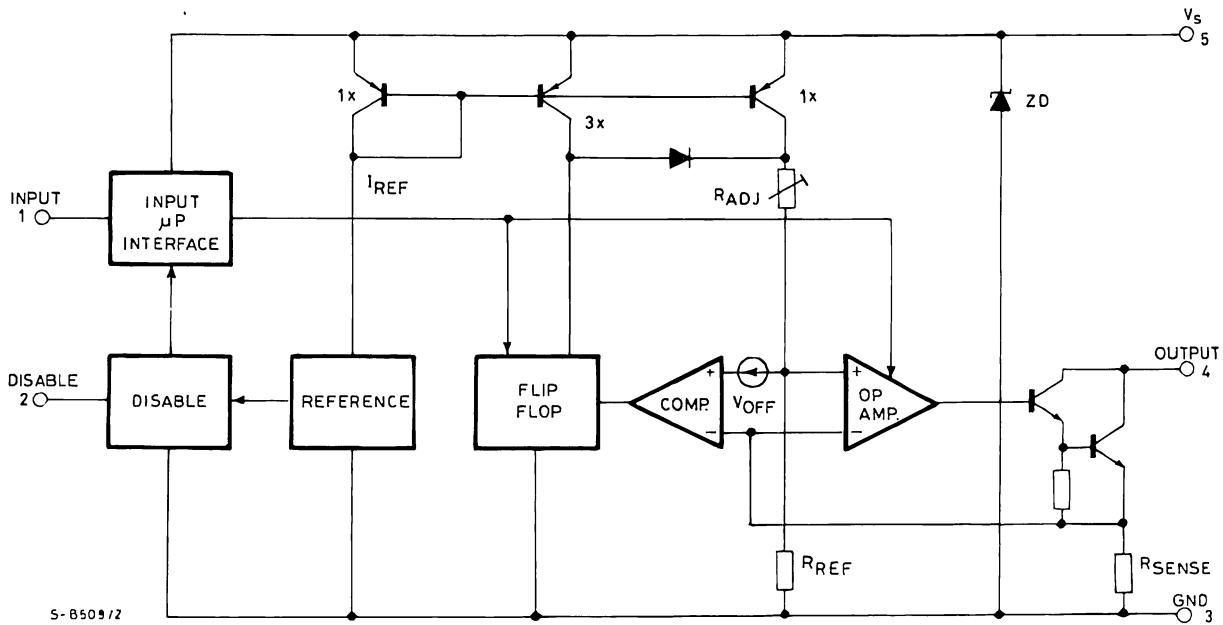 VS
5
1x
3x
1x
ZD
IREF
RADJ
INPUT
1
INPUT
µP
INTERFACE
DISABLE
2
DISABLE
REFERENCE
FLIP
FLOP
COMP.
+
−
VOFF
+
−
OP
AMP.
OUTPUT
4
RREF
RSENSE
GND
3
S-8509/2